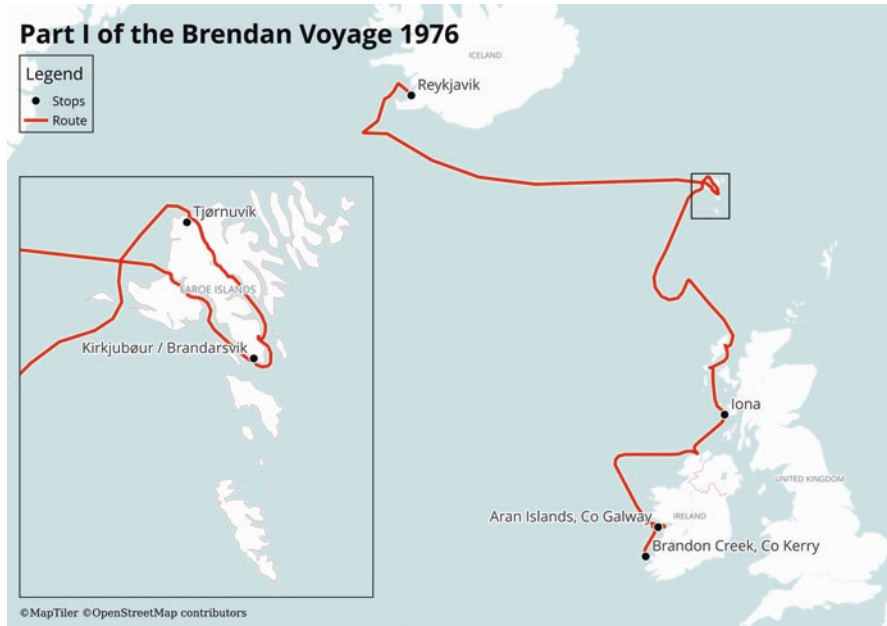 Part I of the Brendan Voyage 1976
Legend
Stops
Route
ICELAND
Reykjavik
Tjørnuvík
FAROE ISLANDS
Kirkjubøur / Brandarsvik
Iona
UNITED KINGDOM
Aran Islands, Co Galway
IRELAND
Brandon Creek, Co Kerry
©MapTiler ©OpenStreetMap contributors